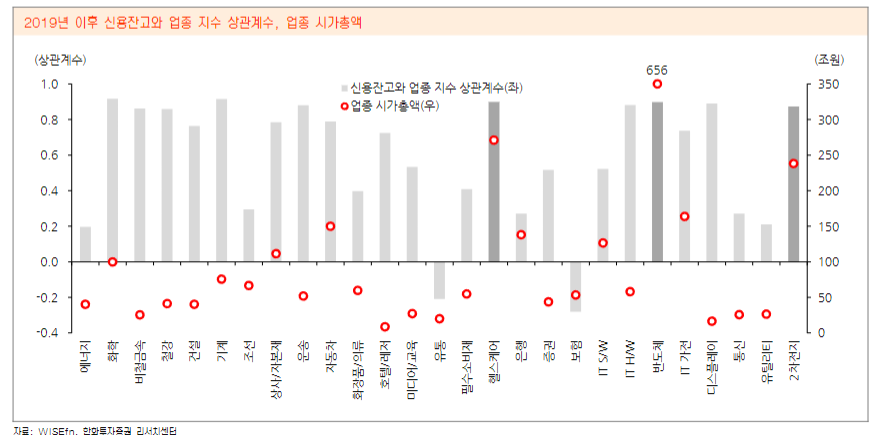 2019년 이후 신용잔고와 업종 지수 상관계수, 업종 시가총액
(상관계수) (조원)
656
신용잔고와 업종 지수 상관계수(좌)
업종 시가총액(우)
1.0
0.8
0.6
0.4
0.2
0.0
-0.2
-0.4
350
300
250
200
150
100
50
0
에너지
화학
비철금속
철강
건설
기계
조선
상사/자본재
운송
자동차
화장품/의류
호텔/레저
미디어/교육
유통
필수소비재
헬스케어
은행
증권
보험
IT S/W
IT H/W
반도체
IT 가전
디스플레이
통신
유틸리티
2차전지
자료: WISEfn, 한화투자증권 리서치센터